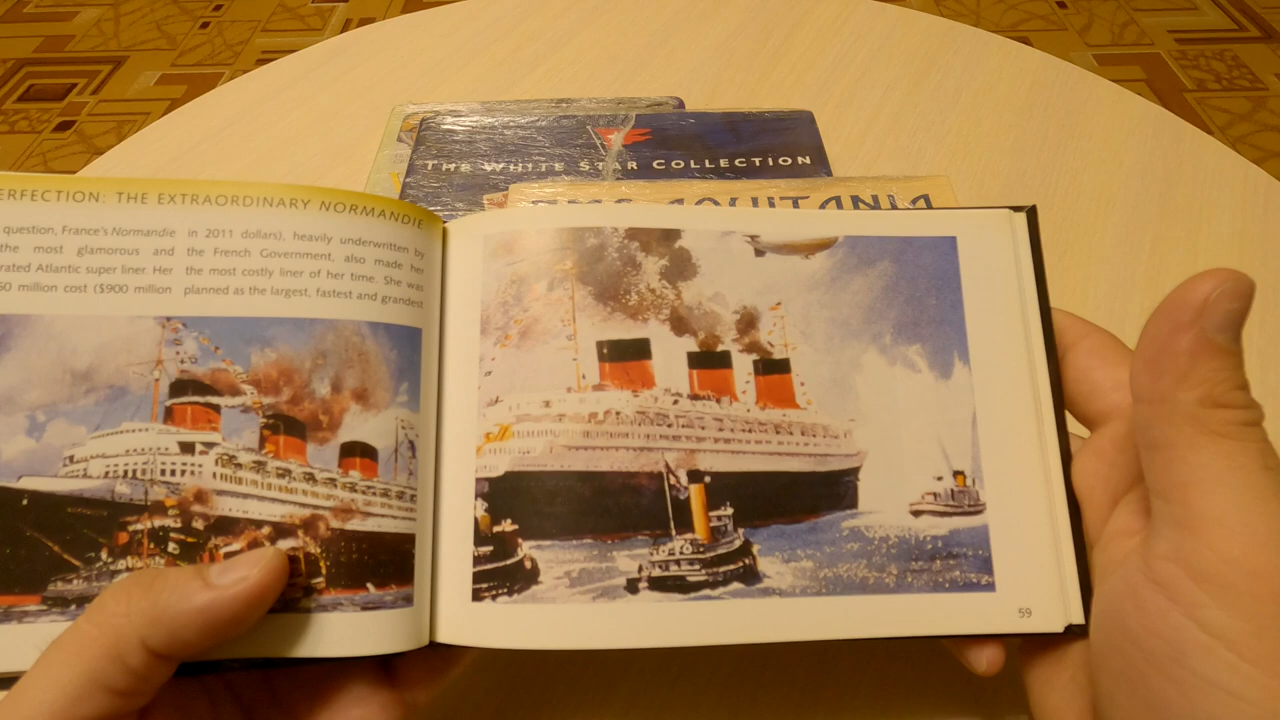 THE WHITE STAR COLLECTION
AQUITANIA
ERFECTION: THE EXTRAORDINARY NORMANDIE
question, France's Normandie
the most glamorous and
rated Atlantic super liner. Her
60 million cost ($900 million
in 2011 dollars), heavily underwritten by
the French Government, also made her
the most costly liner of her time. She was
planned as the largest, fastest and grandest
59